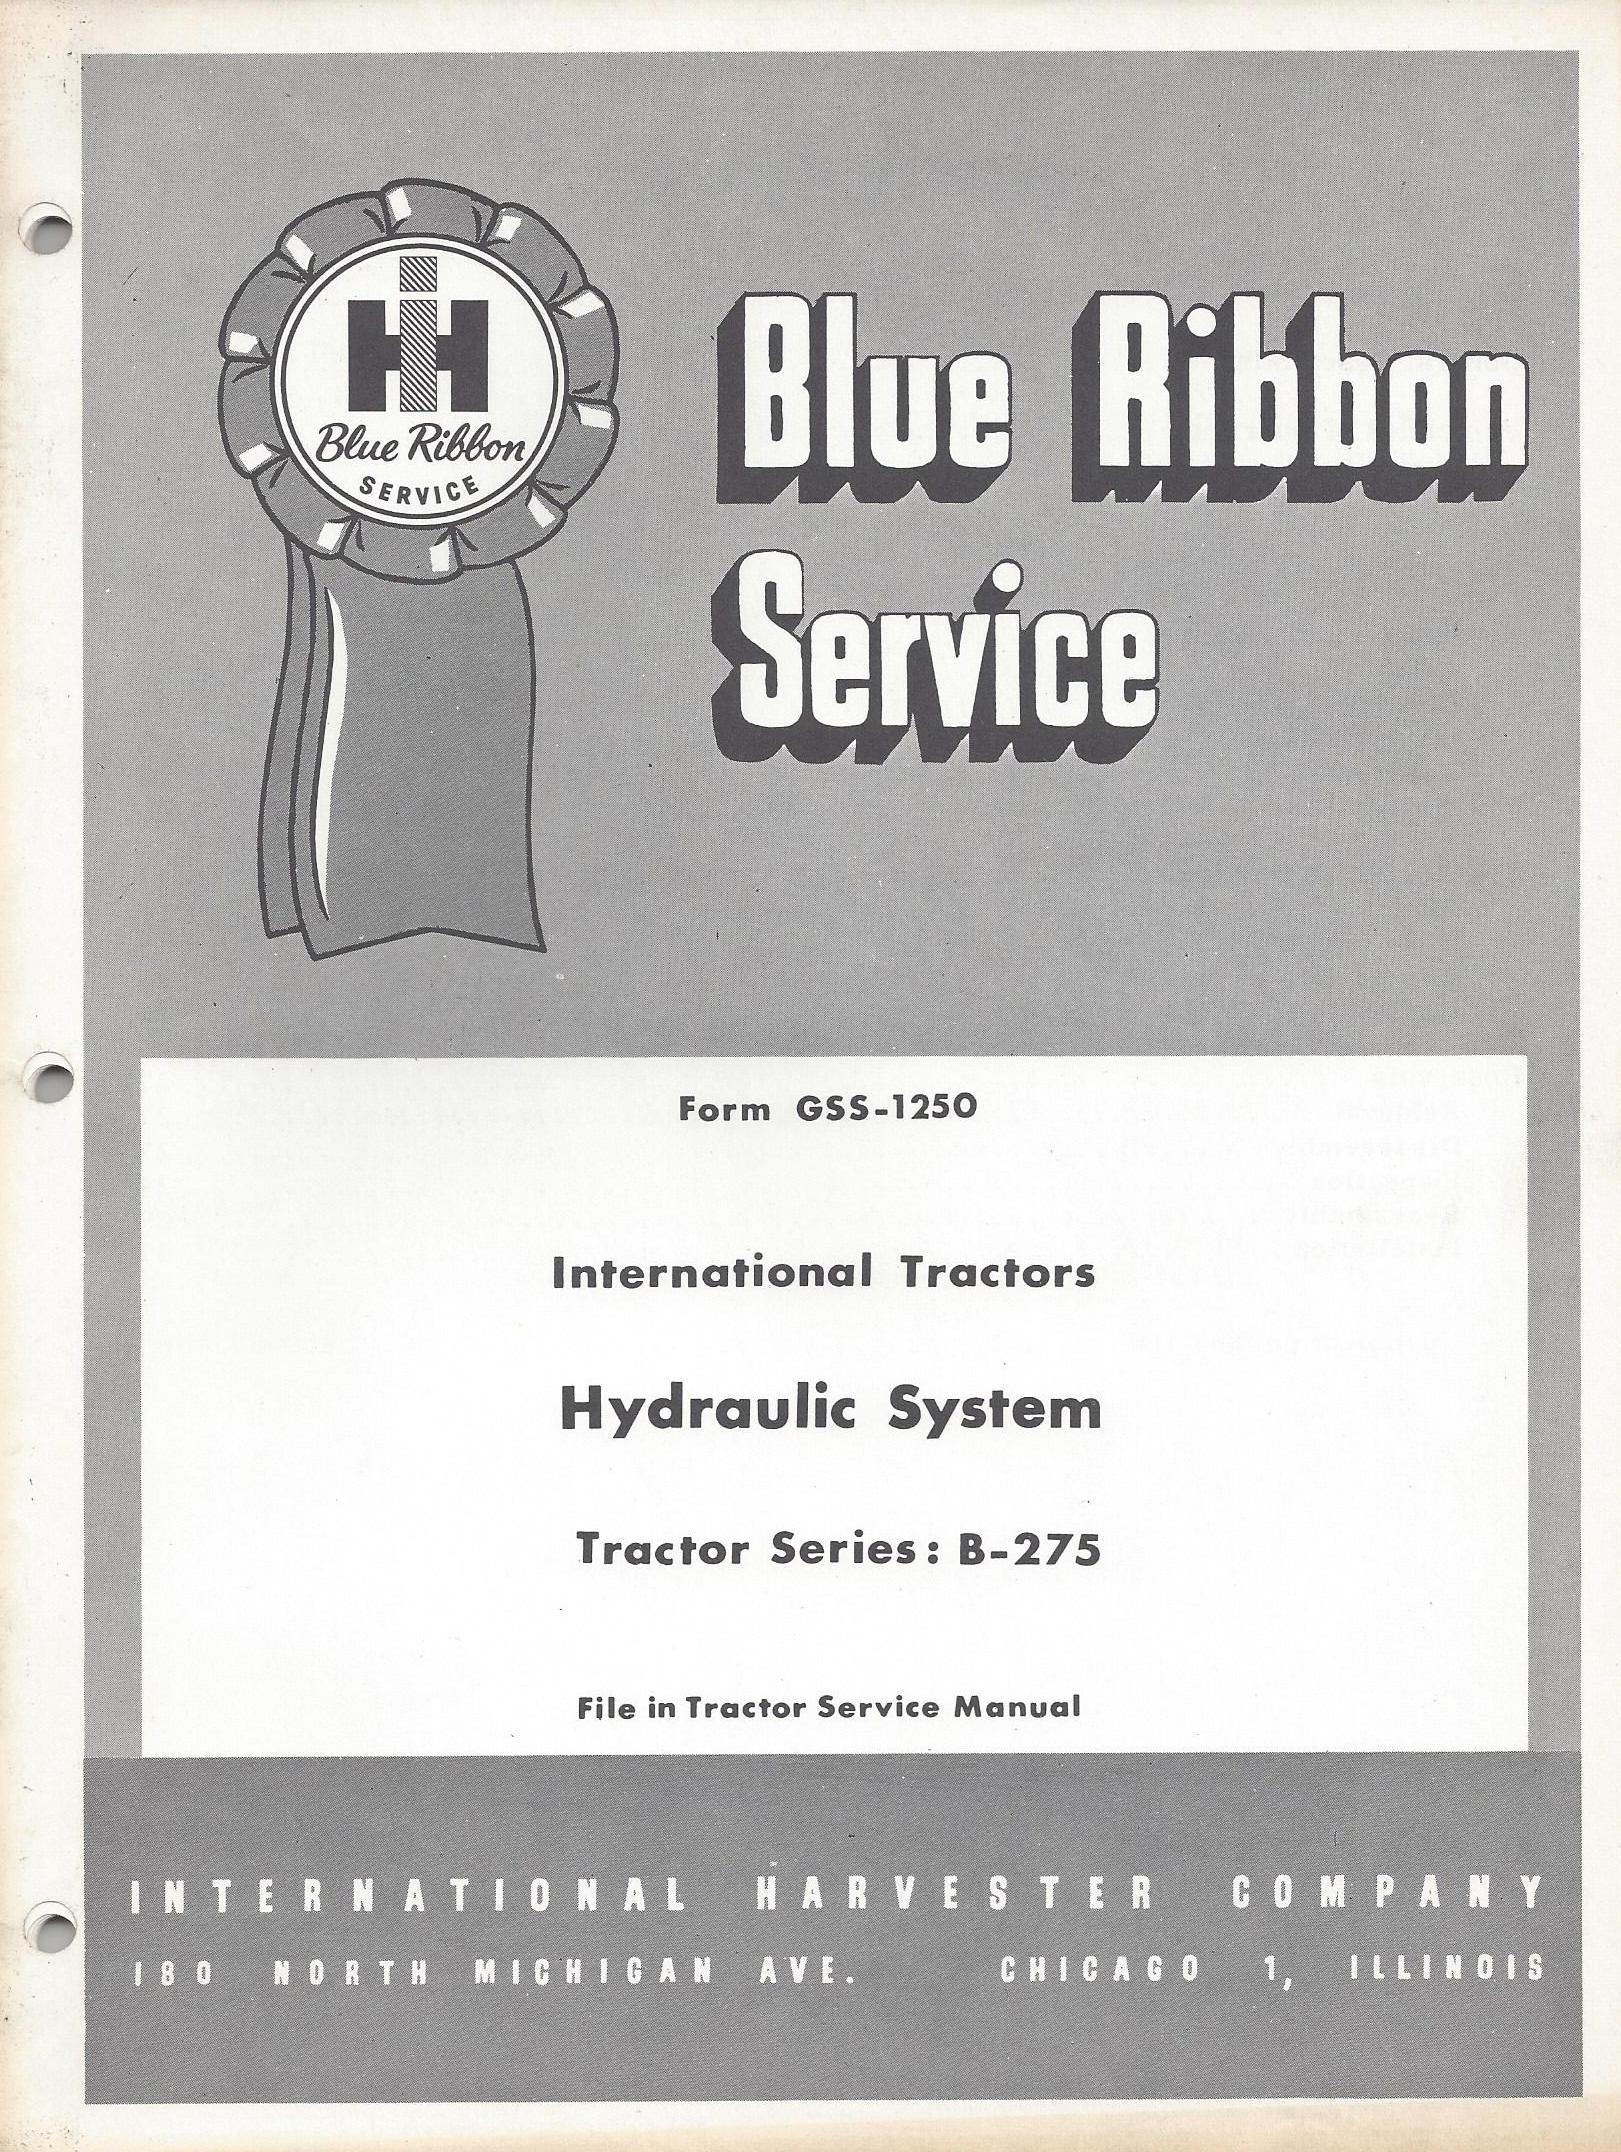 IH
Blue Ribbon
SERVICE
Blue Ribbon
Service
Form GSS-1250
International Tractors
Hydraulic System
Tractor Series: B-275
File in Tractor Service Manual
INTERNATIONAL HARVESTER COMPANY
180 NORTH MICHIGAN AVE. CHICAGO 1, ILLINOIS